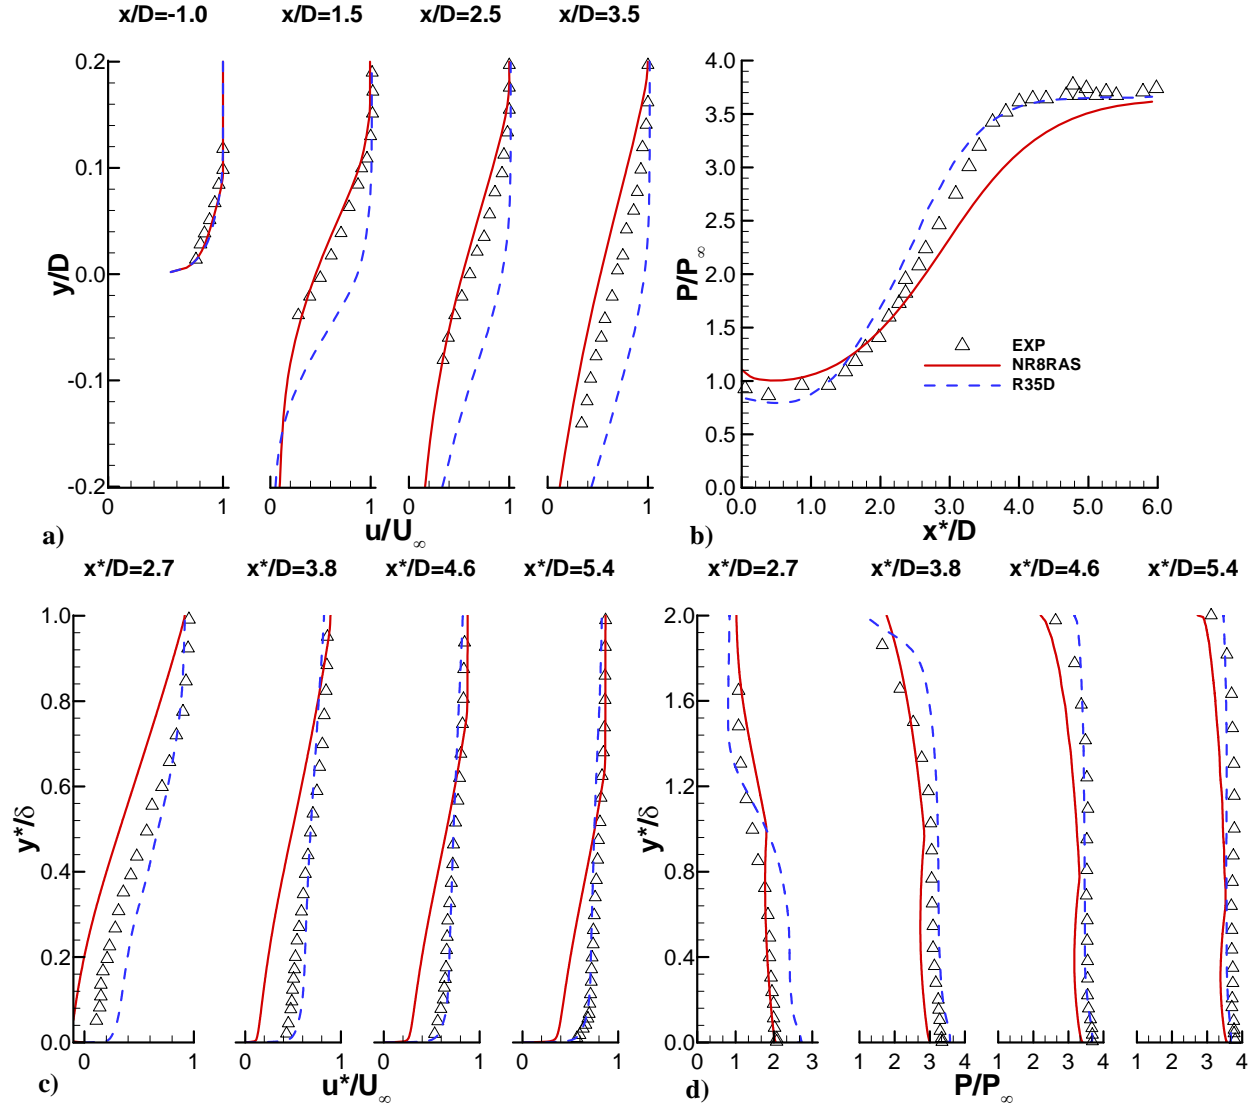 x/D=-1.0 x/D=1.5 x/D=2.5 x/D=3.5
0.2
0.1
0.0
-0.1
-0.2
y/D
0 1 0 1 0 1 0 1
u/U∞
a)
4.0
3.5
3.0
2.5
2.0
1.5
1.0
0.5
0.0
P/P∞
EXP
NR8RAS
R35D
0.0 1.0 2.0 3.0 4.0 5.0 6.0
x*/D
b)
x*/D=2.7 x*/D=3.8 x*/D=4.6 x*/D=5.4
1.0
0.8
0.6
0.4
0.2
0.0
y*/δ
0 1 0 1 0 1 0 1
u*/U∞
c)
x*/D=2.7 x*/D=3.8 x*/D=4.6 x*/D=5.4
2.0
1.6
1.2
0.8
0.4
0.0
y*/δ
0 1 2 3 1 2 3 4 1 2 3 4 1 2 3 4
P/P∞
d)